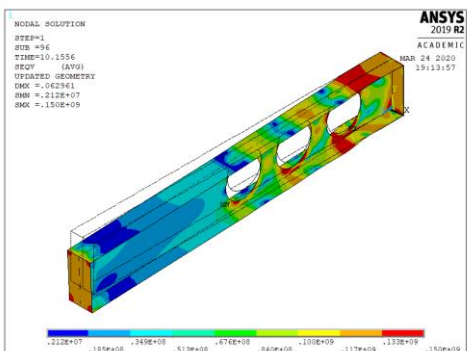 1
NODAL SOLUTION
STEP=1
SUB =96
TIME=10.1556
SEQV (AVG)
UPDATED GEOMETRY
DMX =.062961
SMN =.212E+07
SMX =.150E+09
ANSYS
2019 R2
ACADEMIC
MAR 24 2020
19:13:57
X
.212E+07 .349E+08 .676E+08 .100E+09 .133E+09
.185E+08 .513E+08 .840E+08 .117E+09 .150E+09